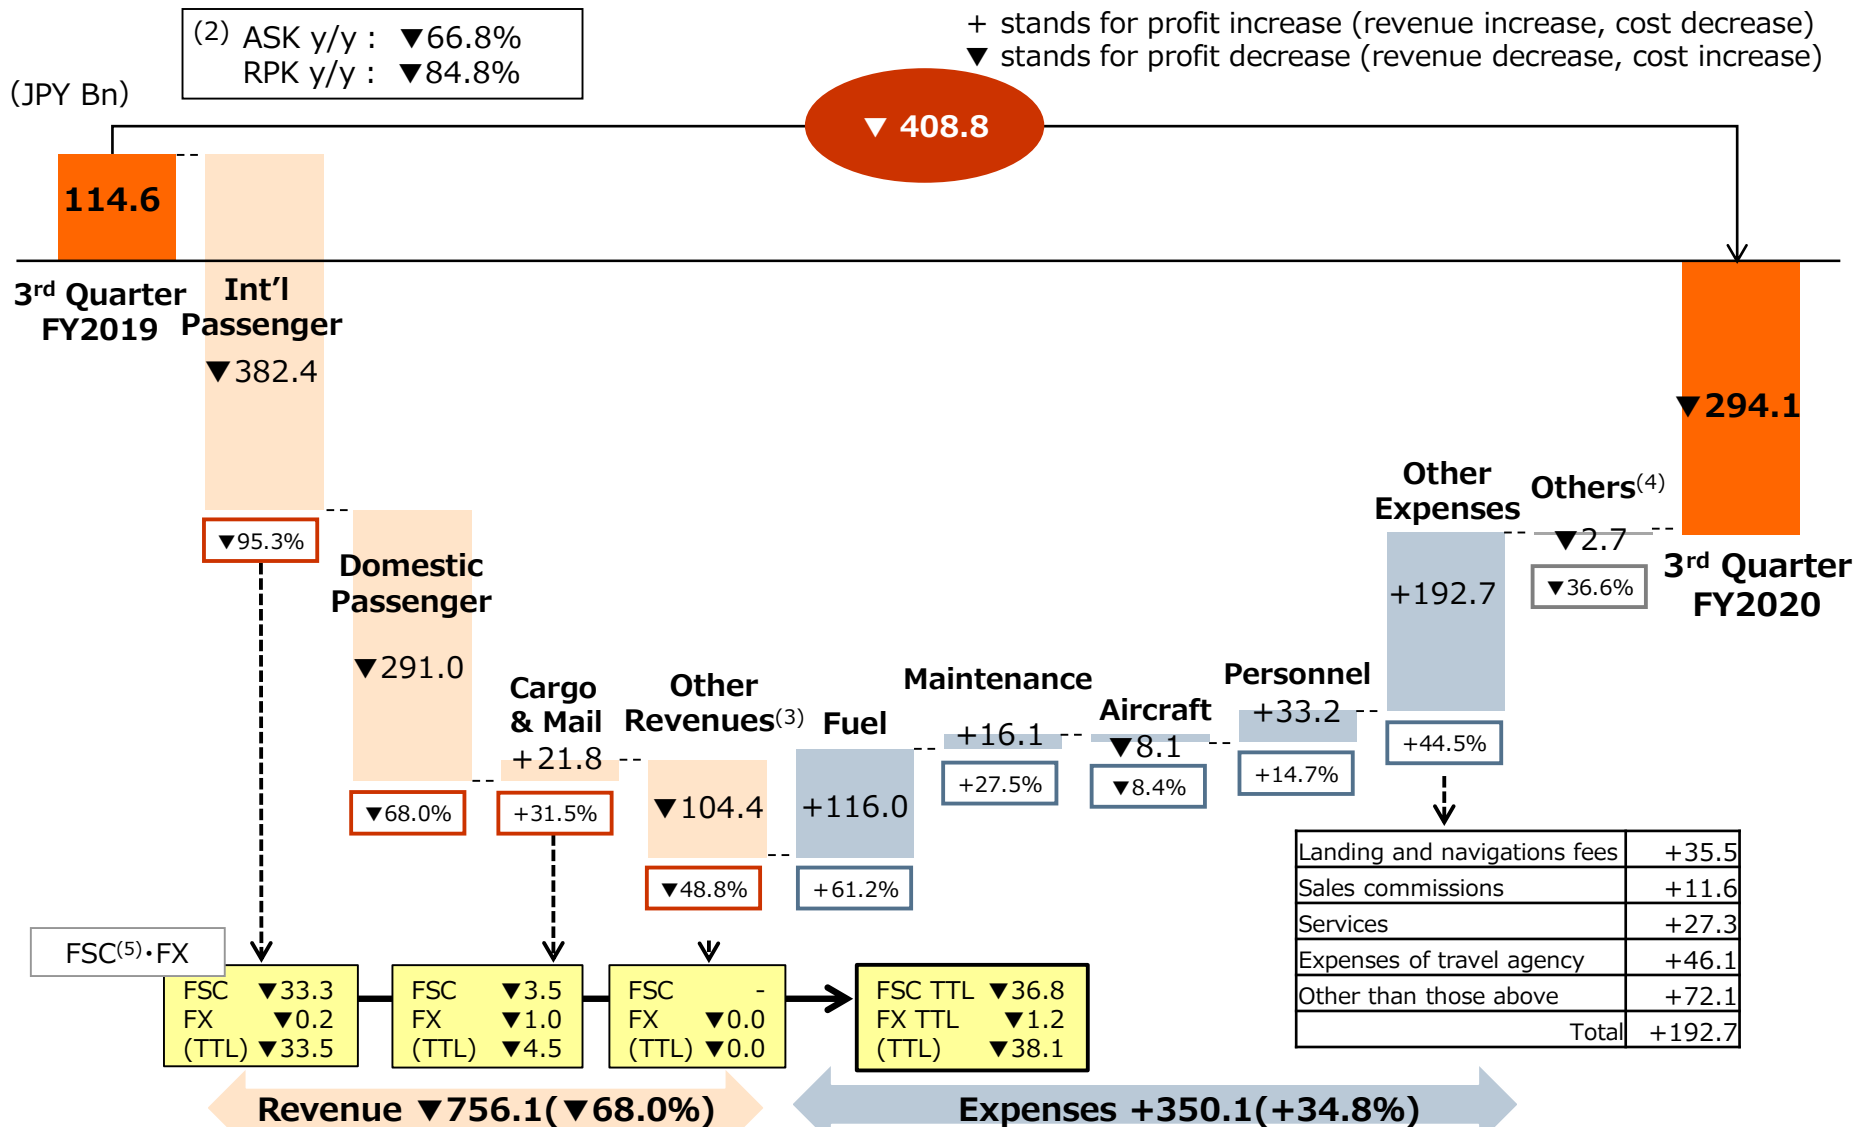 (2) ASK y/y : ▼66.8%
RPK y/y : ▼84.8%
+ stands for profit increase (revenue increase, cost decrease)
▼ stands for profit decrease (revenue decrease, cost increase)
(JPY Bn)
▼ 408.8
114.6
3rd Quarter
FY2019
Int'l
Passenger
▼382.4
▼95.3%
Domestic
Passenger
▼291.0
▼68.0%
Cargo
& Mail
+21.8
+31.5%
Other
Revenues(3)
▼104.4
▼48.8%
Fuel
+116.0
+61.2%
Maintenance
+16.1
+27.5%
Aircraft
▼8.1
▼8.4%
Personnel
+33.2
+14.7%
Other
Expenses
+192.7
+44.5%
Others(4)
▼2.7
▼36.6%
▼294.1
3rd Quarter
FY2020
Landing and navigations fees +35.5
Sales commissions +11.6
Services +27.3
Expenses of travel agency +46.1
Other than those above +72.1
Total +192.7
FSC(5)・FX
FSC ▼33.3
FX ▼0.2
(TTL) ▼33.5
FSC ▼3.5
FX ▼1.0
(TTL) ▼4.5
FSC -
FX ▼0.0
(TTL) ▼0.0
FSC TTL ▼36.8
FX TTL ▼1.2
(TTL) ▼38.1
Revenue ▼756.1(▼68.0%)
Expenses +350.1(+34.8%)